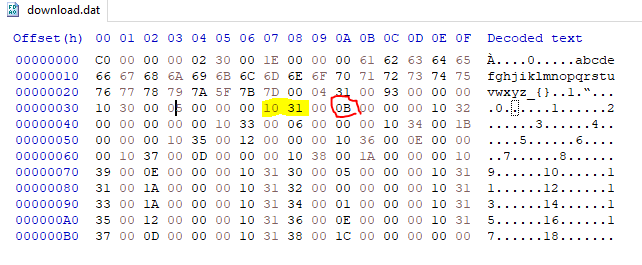 download.dat
Offset(h) 00 01 02 03 04 05 06 07 08 09 0A 0B 0C 0D 0E 0F Decoded text
00000000 C0 00 00 00 02 30 00 1E 00 00 00 61 62 63 64 65 À....0.....abcde
00000010 66 67 68 6A 69 6B 6C 6D 6E 6F 70 71 72 73 74 75 fghjiklmnopqrstu
00000020 76 77 78 79 7A 5F 7B 7D 00 04 31 00 93 00 00 00 vwxyz_{}..1.“...
00000030 10 30 00 05 00 00 00 10 31 00 0B 00 00 00 10 32 .0......1......2
00000040 00 00 00 00 00 10 33 00 06 00 00 00 10 34 00 1B ......3......4..
00000050 00 00 00 10 35 00 12 00 00 00 10 36 00 0E 00 00 ....5......6....
00000060 00 10 37 00 0D 00 00 00 10 38 00 1A 00 00 00 10 ..7......8......
00000070 39 00 0E 00 00 00 10 31 30 00 05 00 00 00 10 31 9......10......1
00000080 31 00 1A 00 00 00 10 31 32 00 00 00 00 00 10 31 1......12......1
00000090 33 00 1A 00 00 00 10 31 34 00 01 00 00 00 10 31 3......14......1
000000A0 35 00 12 00 00 00 10 31 36 00 0E 00 00 00 10 31 5......16......1
000000B0 37 00 0D 00 00 00 10 31 38 00 1C 00 00 00 00 00 7......18.......